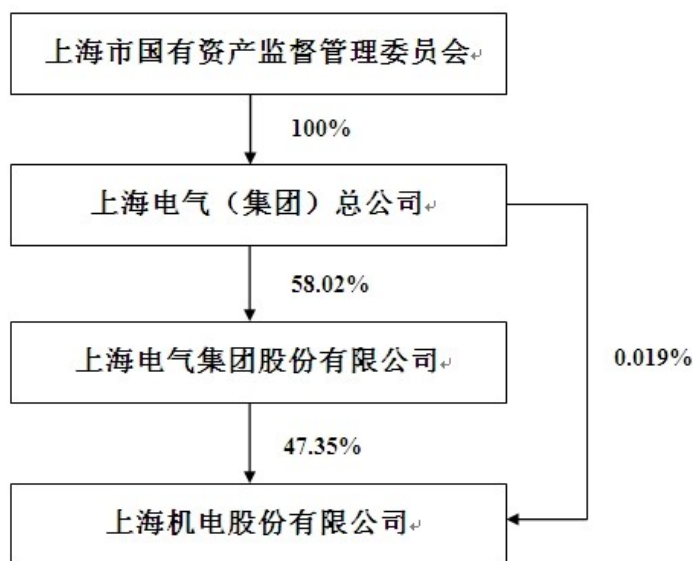 上海市国有资产监督管理委员会
100%
上海电气（集团）总公司
58.02%
上海电气集团股份有限公司
0.019%
47.35%
上海机电股份有限公司